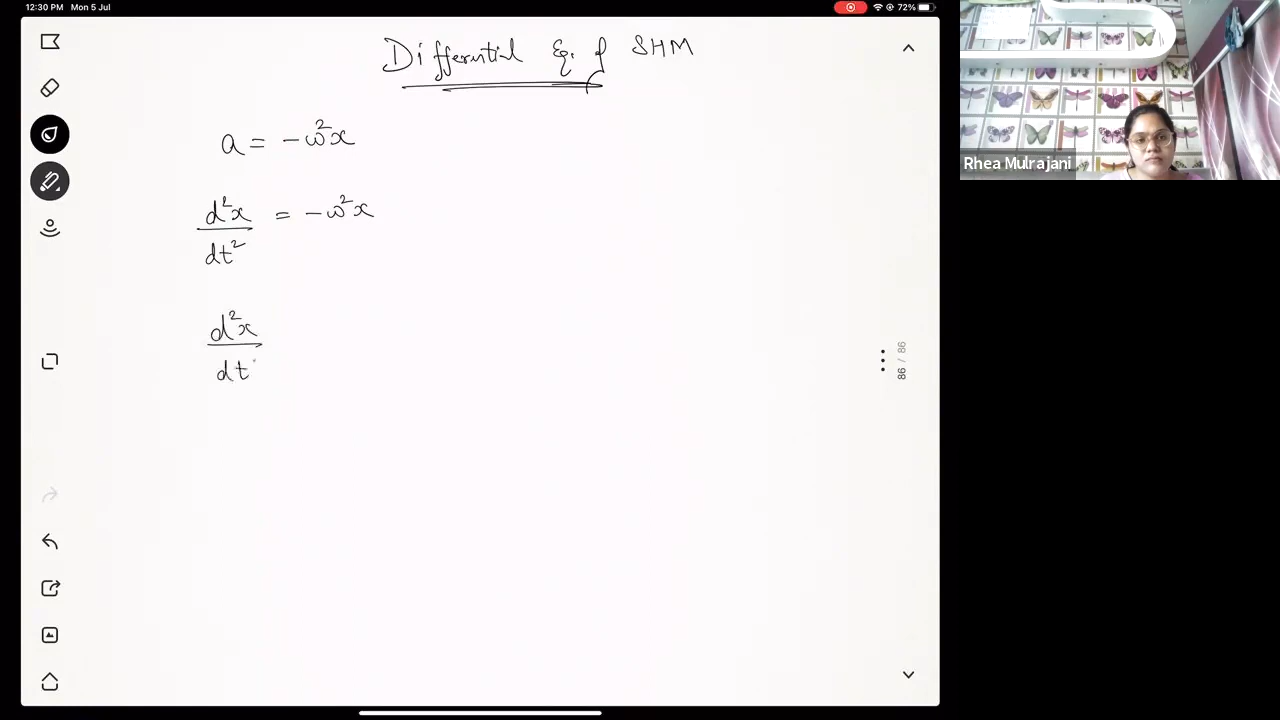 12:30 PM Mon 5 Jul
72%
Differential Eq. of SHM
a = -ω²x
d²x/dt² = -ω²x
d²x/dt
86 / 86
Rhea Mulrajani